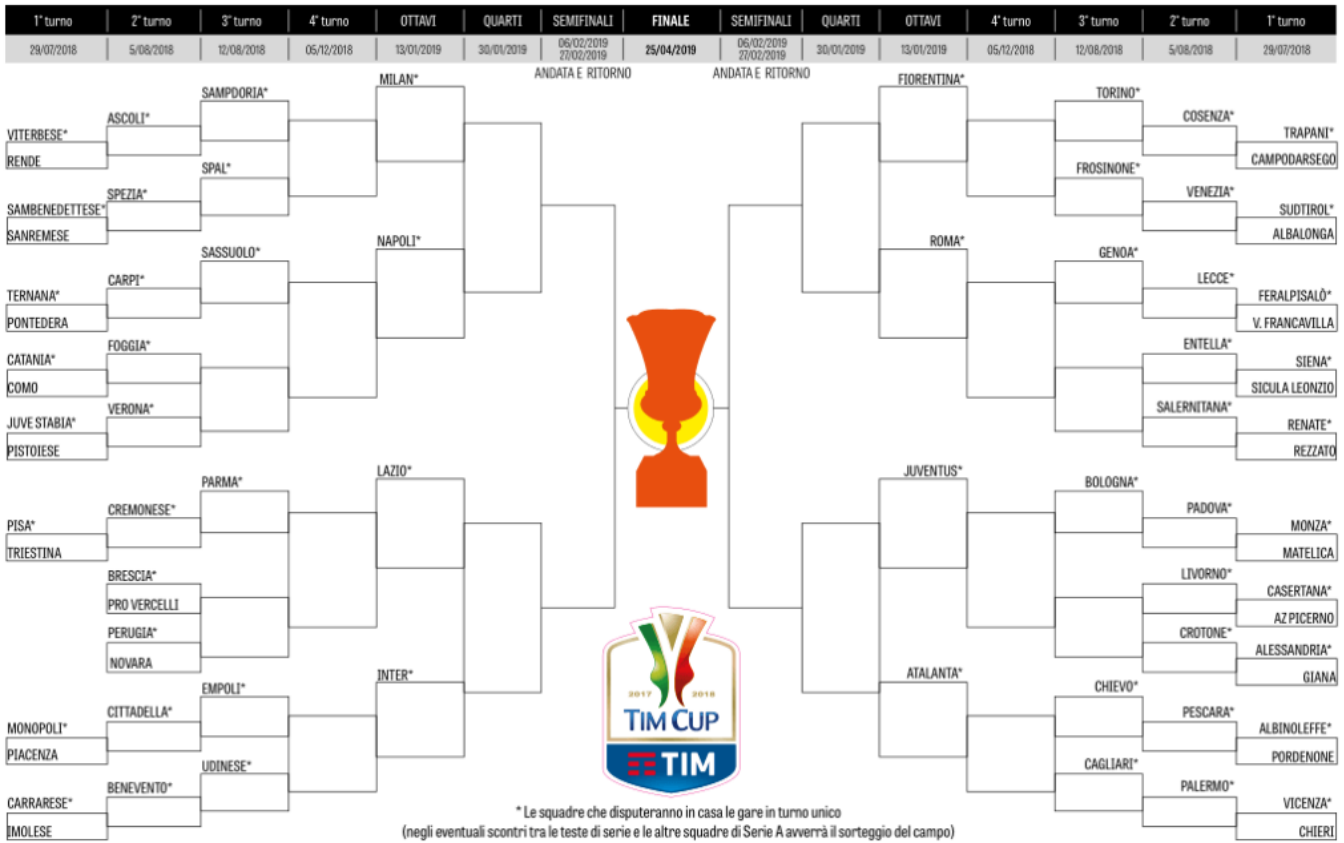 1° turno 2° turno 3° turno 4° turno OTTAVI QUARTI SEMIFINALI FINALE SEMIFINALI QUARTI OTTAVI 4° turno 3° turno 2° turno 1° turno
29/07/2018 5/08/2018 12/08/2018 05/12/2018 13/01/2019 30/01/2019 06/02/2019 27/02/2019 25/04/2019 06/02/2019 27/02/2019 30/01/2019 13/01/2019 05/12/2018 12/08/2018 5/08/2018 29/07/2018
ANDATA E RITORNO ANDATA E RITORNO
VITERBESE*
RENDE
SAMBENEDETTESE*
SANREMESE
TERNANA*
PONTEDERA
CATANIA*
COMO
JUVE STABIA*
PISTOIESE
PISA*
TRIESTINA
MONOPOLI*
PIACENZA
CARRARESE*
IMOLESE
ASCOLI*
SPEZIA*
CARPI*
FOGGIA*
VERONA*
CREMONESE*
BRESCIA*
PRO VERCELLI
PERUGIA*
NOVARA
CITTADELLA*
BENEVENTO*
SAMPDORIA*
SPAL*
SASSUOLO*
PARMA*
EMPOLI*
UDINESE*
MILAN*
NAPOLI*
LAZIO*
INTER*
2017 2018
TIM CUP
TIM
FIORENTINA*
ROMA*
JUVENTUS*
ATALANTA*
TORINO*
FROSINONE*
GENOA*
BOLOGNA*
CHIEVO*
CAGLIARI*
COSENZA*
VENEZIA*
LECCE*
ENTELLA*
SALERNITANA*
PADOVA*
LIVORNO*
CROTONE*
PESCARA*
PALERMO*
TRAPANI*
CAMPODARSEGO
SUDTIROL*
ALBALONGA
FERALPISALÒ*
V. FRANCAVILLA
SIENA*
SICULA LEONZIO
RENATE*
REZZATO
MONZA*
MATELICA
CASERTANA*
AZ PICERNO
ALESSANDRIA*
GIANA
ALBINOLEFFE*
PORDENONE
VICENZA*
CHIERI
* Le squadre che disputeranno in casa le gare in turno unico
(negli eventuali scontri tra le teste di serie e le altre squadre di Serie A avverrà il sorteggio del campo)